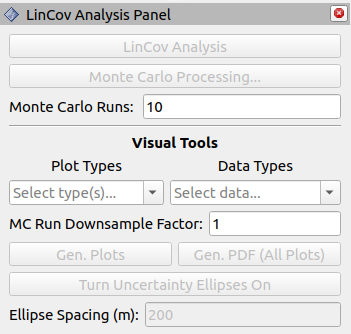 LinCov Analysis Panel
LinCov Analysis
Monte Carlo Processing...
Monte Carlo Runs: 10
Visual Tools
Plot Types Data Types
Select type(s)... Select data...
MC Run Downsample Factor: 1
Gen. Plots Gen. PDF (All Plots)
Turn Uncertainty Ellipses On
Ellipse Spacing (m): 200